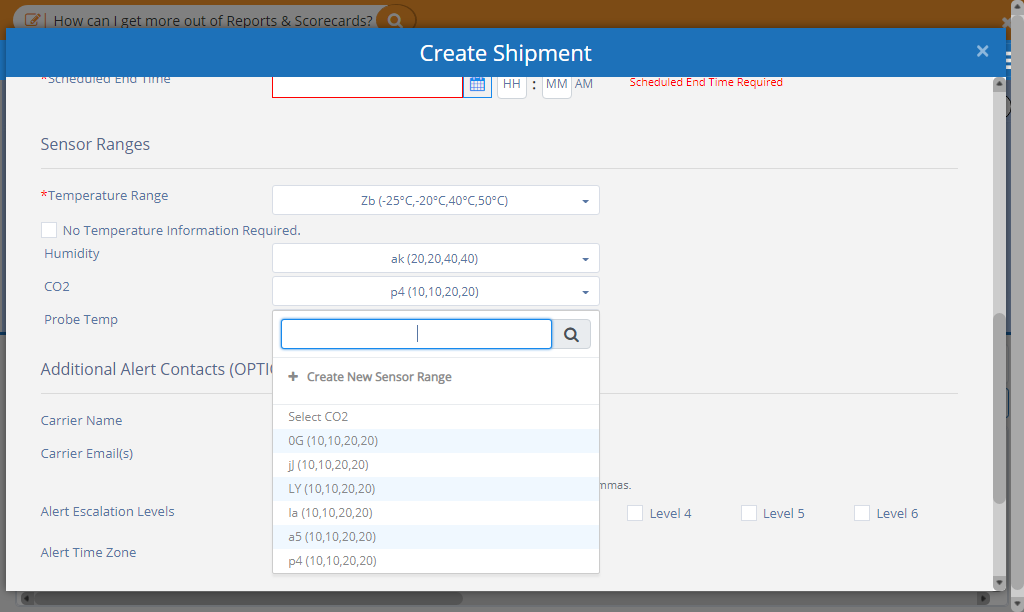 How can I get more out of Reports & Scorecards?
Create Shipment
×
*Scheduled End Time
HH : MM AM
Scheduled End Time Required
Sensor Ranges
*Temperature Range
Zb (-25°C,-20°C,40°C,50°C)
No Temperature Information Required.
Humidity
ak (20,20,40,40)
CO2
p4 (10,10,20,20)
Probe Temp
+ Create New Sensor Range
Additional Alert Contacts (OPTI
Select CO2
Carrier Name
0G (10,10,20,20)
Carrier Email(s)
jJ (10,10,20,20)
LY (10,10,20,20)
mmas.
Alert Escalation Levels
Ia (10,10,20,20)
Level 4
Level 5
Level 6
a5 (10,10,20,20)
Alert Time Zone
p4 (10,10,20,20)